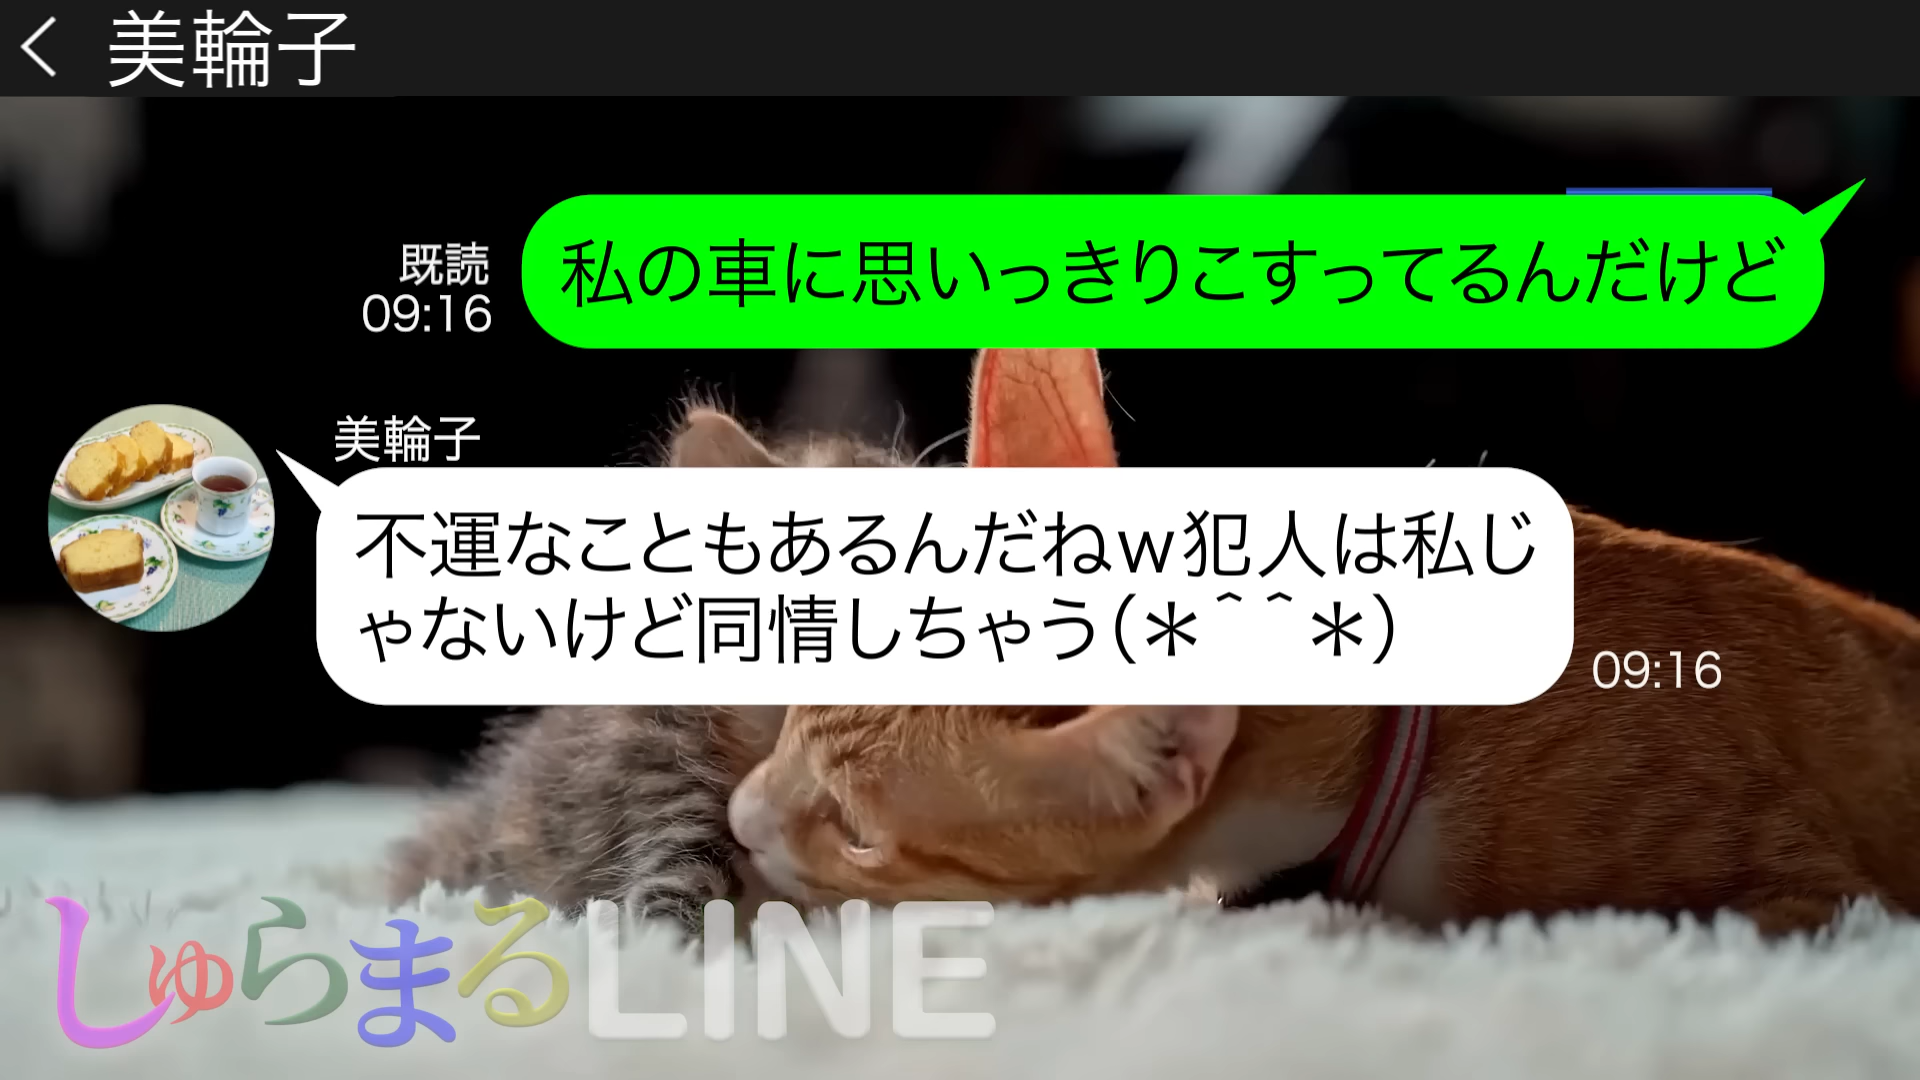 美輪子
私の車に思いっきりこすってるんだけど
既読
09:16
美輪子
不運なこともあるんだねｗ犯人は私じ
ゃないけど同情しちゃう（＊＾＾＊）
09:16
しゅらまるLINE